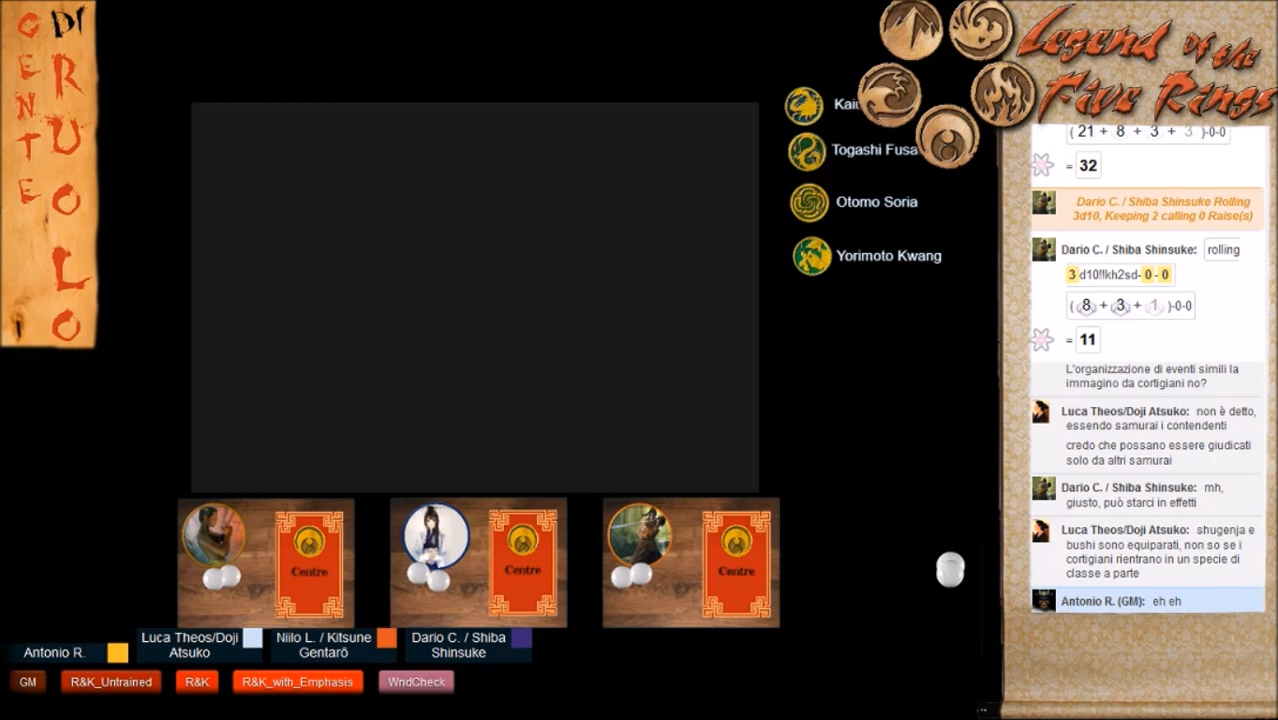 GENTE
DI
RUOLO
Legend of the
Five Rings
Togashi Fusa
Otomo Soria
Yorimoto Kwang
( 21 + 8 + 3 + 3 )-0-0
= 32
Dario C. / Shiba Shinsuke Rolling
3d10, Keeping 2 calling 0 Raise(s)
Dario C. / Shiba Shinsuke: rolling
3 d10!!kh2sd-0-0
( 8 + 3 + 1 )-0-0
= 11
L'organizzazione di eventi simili la
immagino da cortigiani no?
Luca Theos/Doji Atsuko: non è detto,
essendo samurai i contendenti
credo che possano essere giudicati
solo da altri samurai
Dario C. / Shiba Shinsuke: mh,
giusto, può starci in effetti
Luca Theos/Doji Atsuko: shugenja e
bushi sono equiparati, non so se i
cortigiani rientrano in un specie di
classe a parte
Antonio R. (GM): eh eh
Centre
Centre
Centre
Antonio R.
Luca Theos/Doji
Atsuko
Niilo L. / Kitsune
Gentarō
Dario C. / Shiba
Shinsuke
GM
R&K_Untrained
R&K
R&K_with_Emphasis
WndCheck